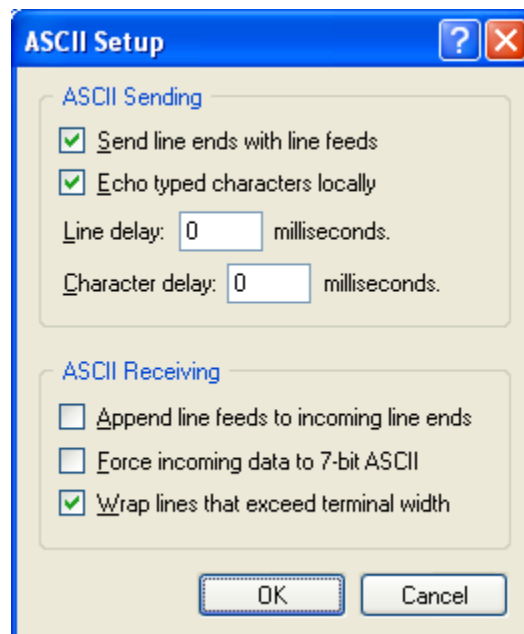 ASCII Setup
ASCII Sending
Send line ends with line feeds
Echo typed characters locally
Line delay: 0 milliseconds.
Character delay: 0 milliseconds.
ASCII Receiving
Append line feeds to incoming line ends
Force incoming data to 7-bit ASCII
Wrap lines that exceed terminal width
OK Cancel